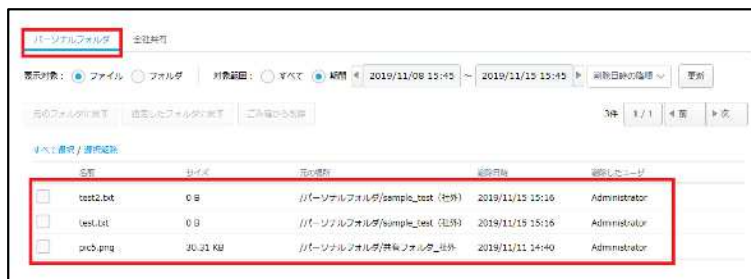 パーソナルフォルダ 全社共有
表示対象: ファイル フォルダ 対象範囲: すべて 期間 2019/11/08 15:45 ~ 2019/11/15 15:45 削除日時の降順 更新
元のフォルダに戻す 指定したフォルダに戻す ごみ箱から削除 3件 1 / 1 前 次
すべて選択 / 選択解除
名前 サイズ 元の場所 削除日時 削除したユーザ
test2.txt 0 B //パーソナルフォルダ/sample_test (社外) 2019/11/15 15:16 Administrator
test.txt 0 B //パーソナルフォルダ/sample_test (社外) 2019/11/15 15:16 Administrator
pic5.png 30.31 KB //パーソナルフォルダ/共有フォルダ_社外 2019/11/11 14:40 Administrator